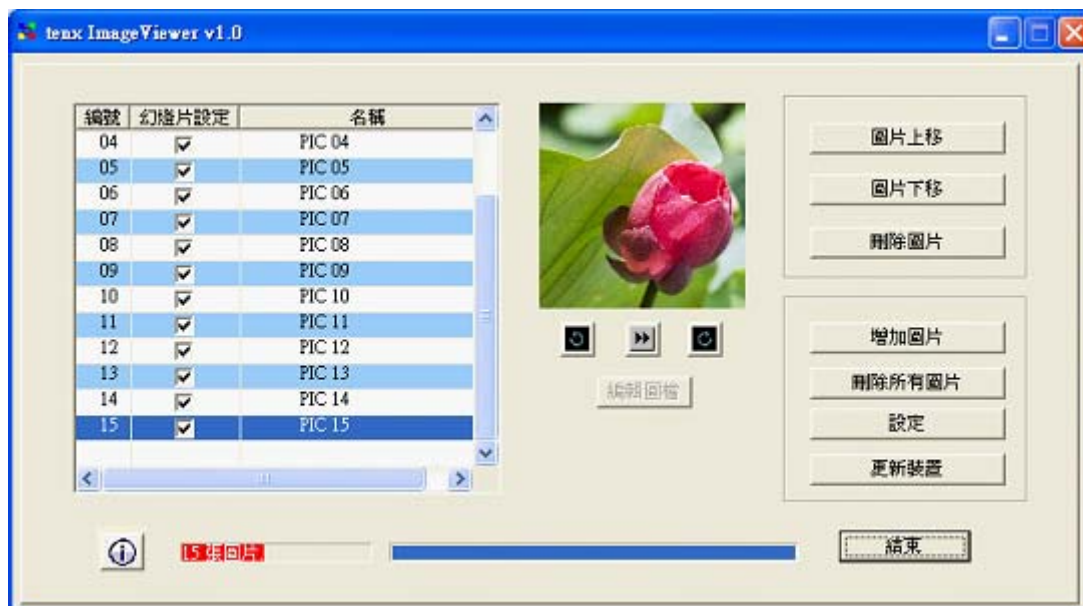 tenx ImageViewer v1.0
編號 幻燈片設定 名稱
04 PIC 04
05 PIC 05
06 PIC 06
07 PIC 07
08 PIC 08
09 PIC 09
10 PIC 10
11 PIC 11
12 PIC 12
13 PIC 13
14 PIC 14
15 PIC 15
編輯圖檔
圖片上移
圖片下移
刪除圖片
增加圖片
刪除所有圖片
設定
更新裝置
15 張圖片
結束